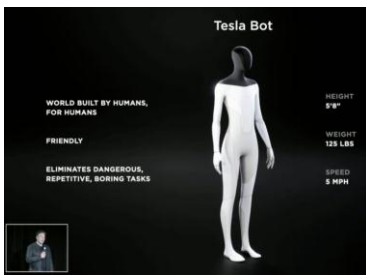 Tesla Bot
WORLD BUILT BY HUMANS,
FOR HUMANS
FRIENDLY
ELIMINATES DANGEROUS,
REPETITIVE, BORING TASKS
HEIGHT
5'8"
WEIGHT
125 LBS
SPEED
5 MPH